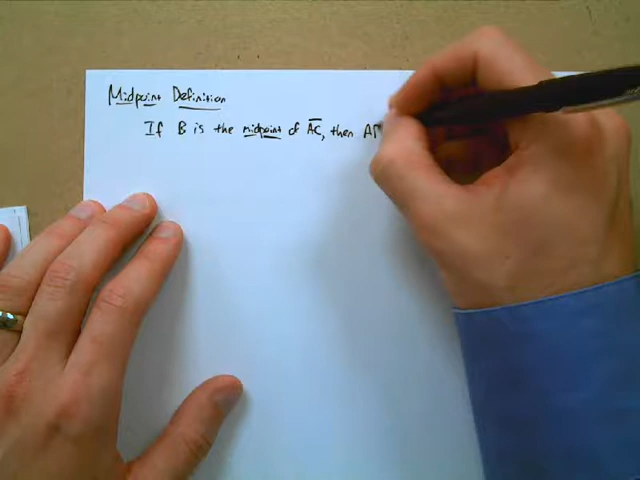 Midpoint Definition
If B is the midpoint of AC, then